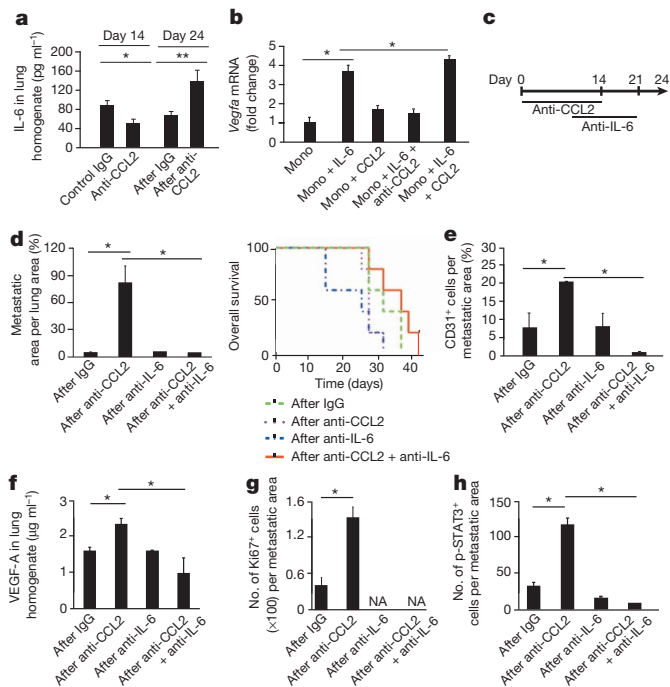 a
Day 14 Day 24
* **
IL-6 in lung
homogenate (pg ml⁻¹)
200
160
120
80
40
0
Control IgG
Anti-CCL2
After IgG
After anti-
CCL2
b
* *
Vegfa mRNA
(fold change)
5
4
3
2
1
0
Mono
Mono + IL-6
Mono + CCL2
Mono + IL-6 +
anti-CCL2
Mono + IL-6
+ CCL2
c
Day 0 14 21 24
Anti-CCL2
Anti-IL-6
d
* *
Metastatic
area per lung area (%)
120
90
60
30
0
After IgG
After anti-CCL2
After anti-IL-6
After anti-CCL2
+ anti-IL-6
Overall survival
100
50
0 10 20 30 40
Time (days)
After IgG
After anti-CCL2
After anti-IL-6
After anti-CCL2 + anti-IL-6
e
* *
CD31⁺ cells per
metastatic area (%)
30
25
20
15
10
5
0
After IgG
After anti-CCL2
After anti-IL-6
After anti-CCL2
+ anti-IL-6
f
* *
VEGF-A in lung
homogenate (µg ml⁻¹)
3
2
1
0
After IgG
After anti-CCL2
After anti-IL-6
After anti-CCL2
+ anti-IL-6
g
*
No. of Ki67⁺ cells
(×100) per metastatic area
1.6
1.2
0.6
0
NA NA
After IgG
After anti-CCL2
After anti-IL-6
After anti-CCL2
+ anti-IL-6
h
* *
No. of p-STAT3⁺
cells per metastatic area
150
100
50
0
After IgG
After anti-CCL2
After anti-IL-6
After anti-CCL2
+ anti-IL-6